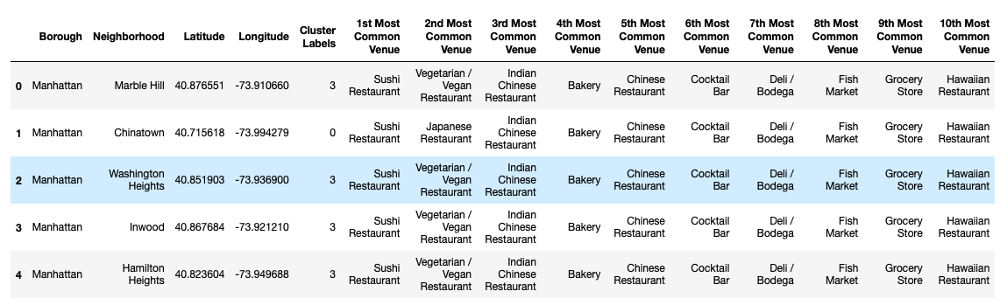 Borough Neighborhood Latitude Longitude Cluster Labels 1st Most Common Venue 2nd Most Common Venue 3rd Most Common Venue 4th Most Common Venue 5th Most Common Venue 6th Most Common Venue 7th Most Common Venue 8th Most Common Venue 9th Most Common Venue 10th Most Common Venue
0 Manhattan Marble Hill 40.876551 -73.910660 3 Sushi Restaurant Vegetarian / Vegan Restaurant Indian Chinese Restaurant Bakery Chinese Restaurant Cocktail Bar Deli / Bodega Fish Market Grocery Store Hawaiian Restaurant
1 Manhattan Chinatown 40.715618 -73.994279 0 Sushi Restaurant Japanese Restaurant Indian Chinese Restaurant Bakery Chinese Restaurant Cocktail Bar Deli / Bodega Fish Market Grocery Store Hawaiian Restaurant
2 Manhattan Washington Heights 40.851903 -73.936900 3 Sushi Restaurant Vegetarian / Vegan Restaurant Indian Chinese Restaurant Bakery Chinese Restaurant Cocktail Bar Deli / Bodega Fish Market Grocery Store Hawaiian Restaurant
3 Manhattan Inwood 40.867684 -73.921210 3 Sushi Restaurant Vegetarian / Vegan Restaurant Indian Chinese Restaurant Bakery Chinese Restaurant Cocktail Bar Deli / Bodega Fish Market Grocery Store Hawaiian Restaurant
4 Manhattan Hamilton Heights 40.823604 -73.949688 3 Sushi Restaurant Vegetarian / Vegan Restaurant Indian Chinese Restaurant Bakery Chinese Restaurant Cocktail Bar Deli / Bodega Fish Market Grocery Store Hawaiian Restaurant